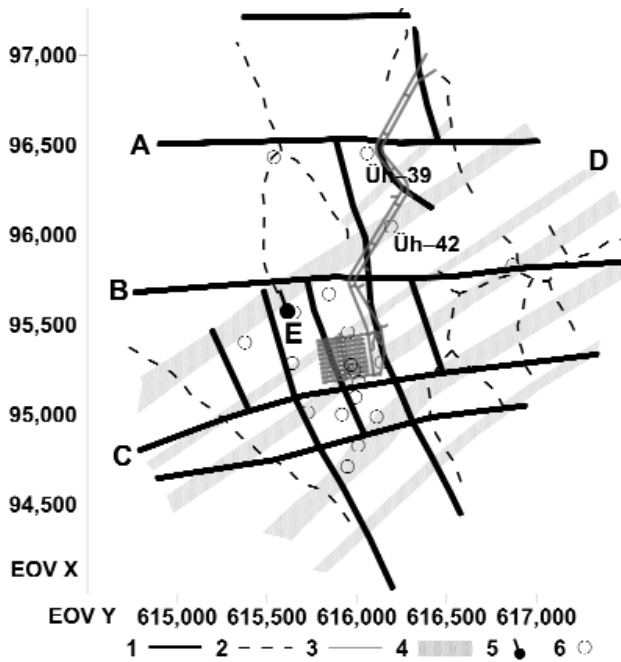 97,000
A
96,500
D
Üh–39
96,000
Üh–42
B
95,500
E
95,000
C
94,500
EOV X
EOV Y 615,000 615,500 616,000 616,500 617,000
1 2 3 4 5 6